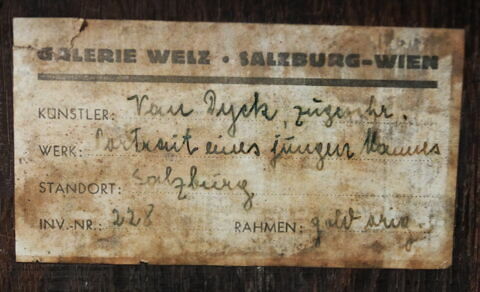 GALERIE WELZ • SALZBURG-WIEN
KÜNSTLER: Van Dyck, zugeschr.
WERK: Portrait eines jungen Mannes
STANDORT: Salzburg
INV.-NR.: 228 RAHMEN: gold orig.